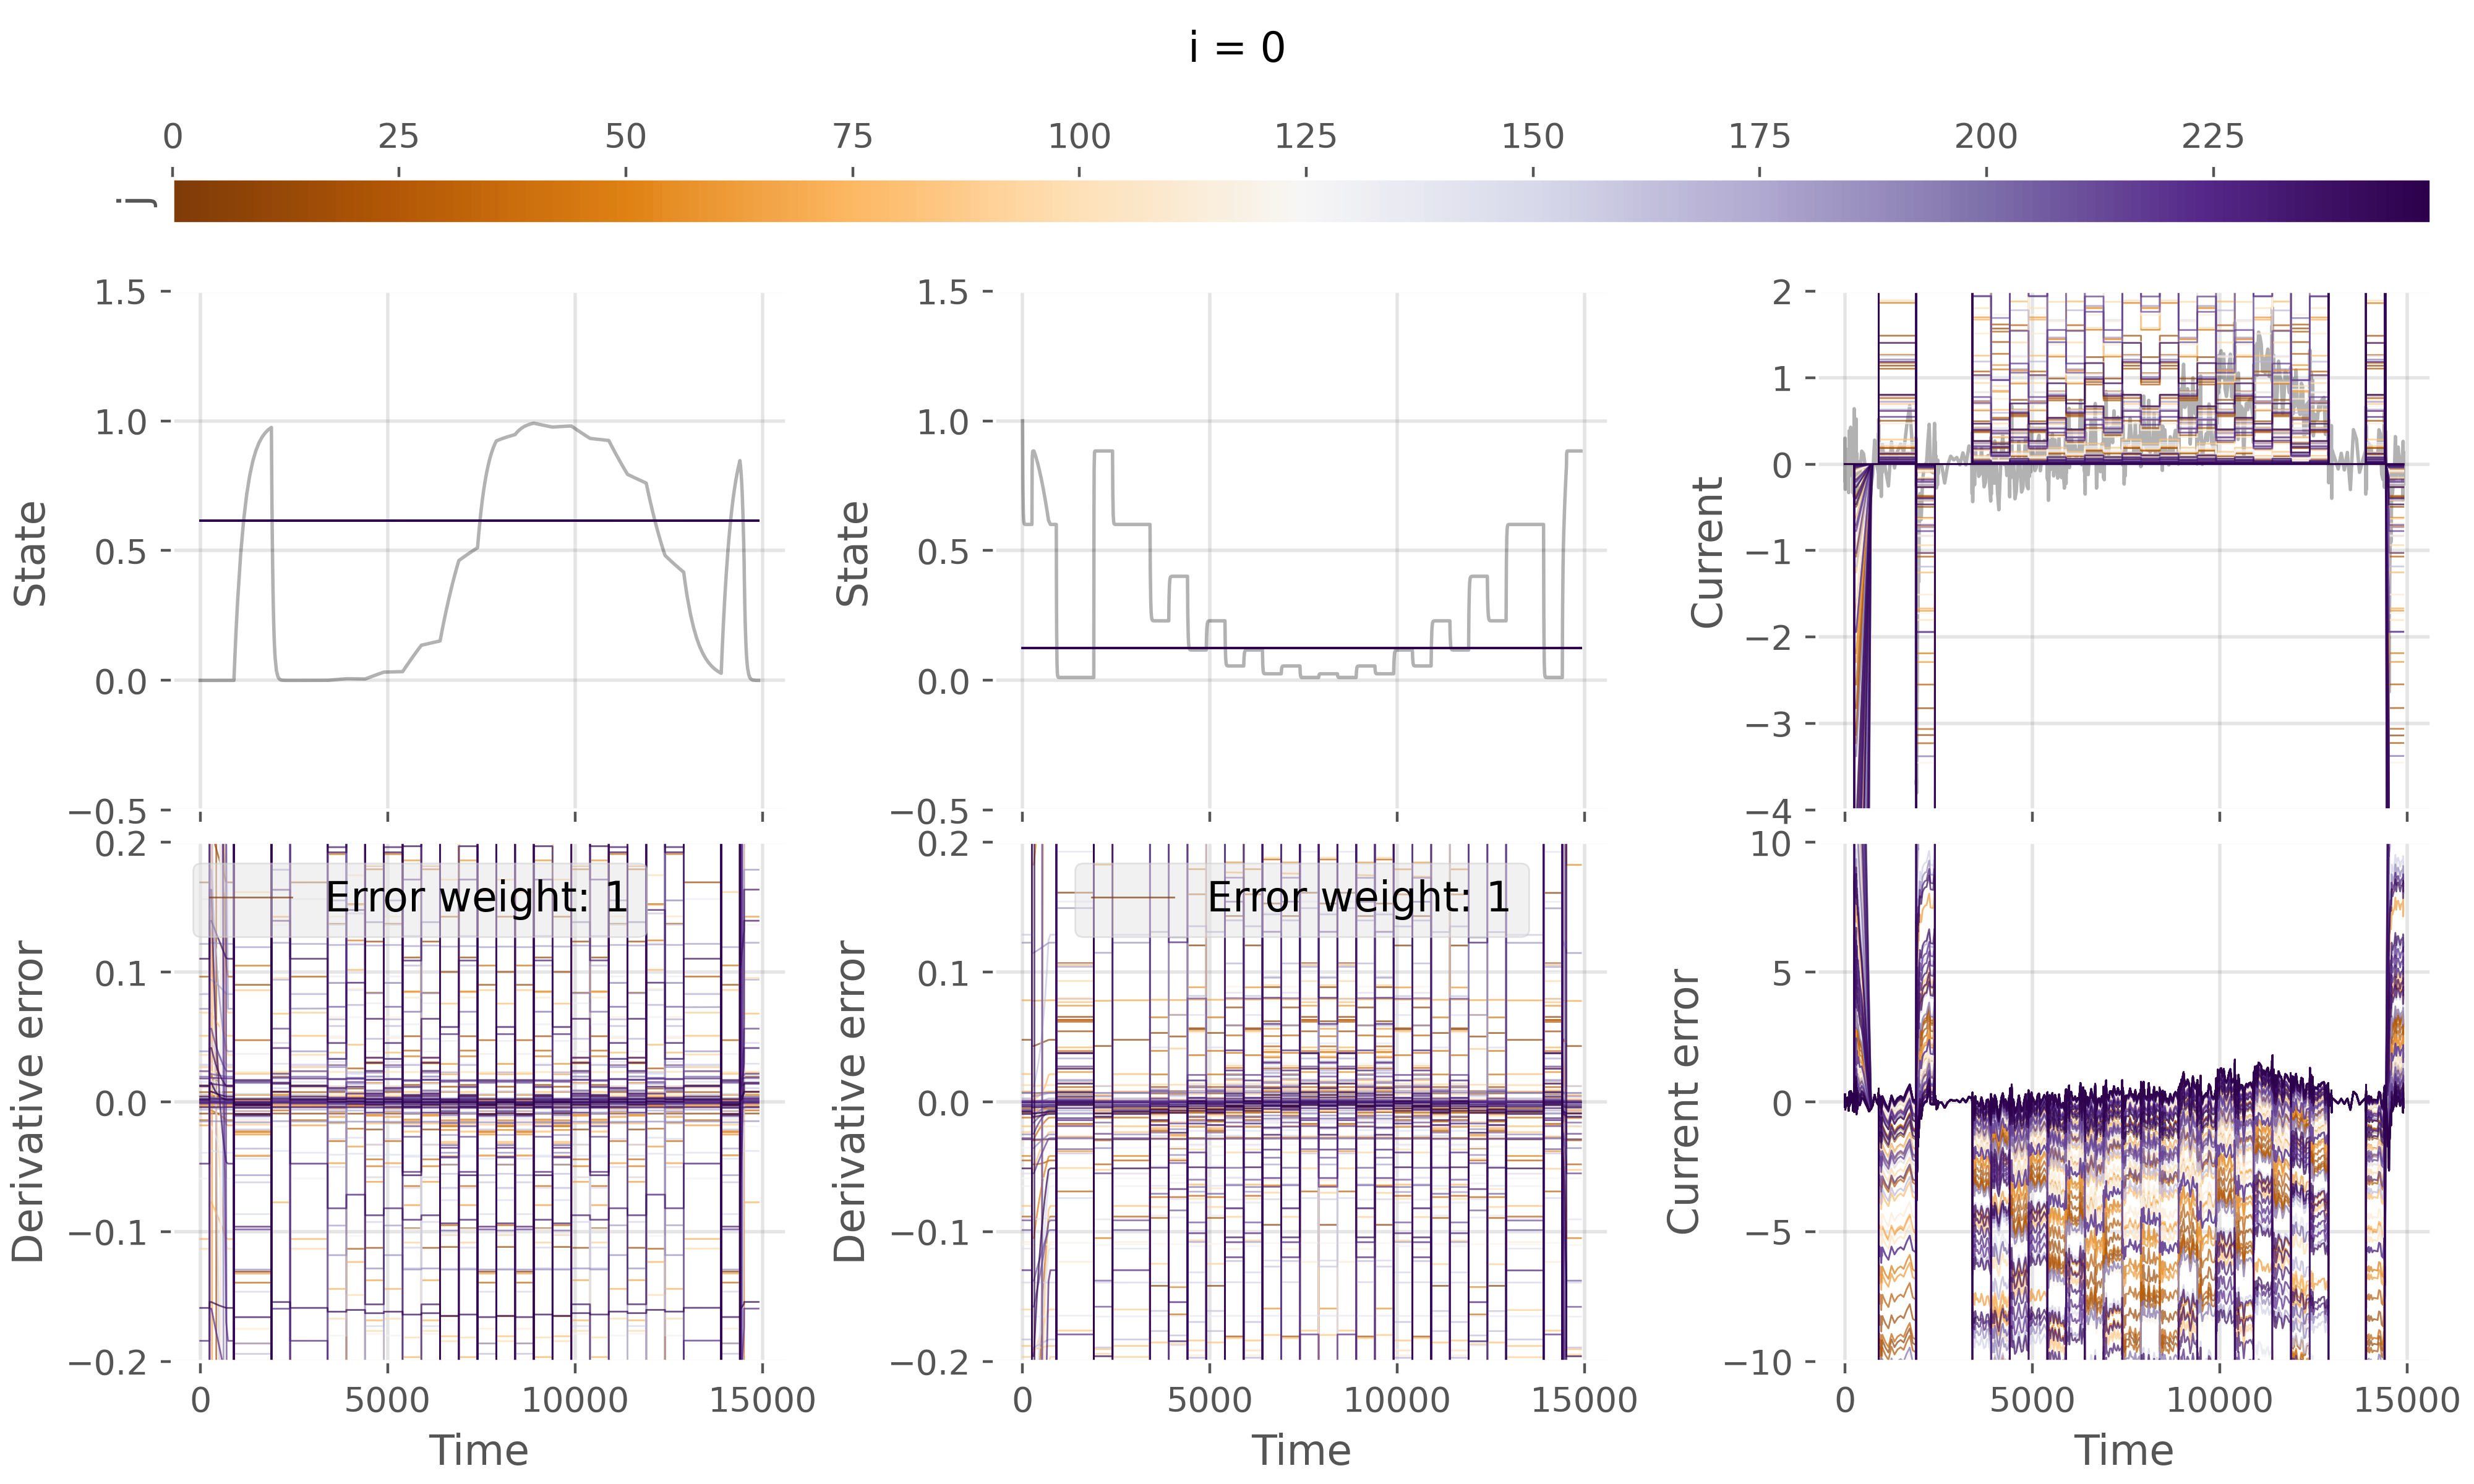 i = 0
0 25 50 75 100 125 150 175 200 225
j
1.5 1.0 0.5 0.0 −0.5
State
1.5 1.0 0.5 0.0 −0.5
State
2 1 0 −1 −2 −3 −4
Current
0.2 0.1 0.0 −0.1 −0.2
Derivative error
Error weight: 1
0 5000 10000 15000
Time
0.2 0.1 0.0 −0.1 −0.2
Derivative error
Error weight: 1
0 5000 10000 15000
Time
10 5 0 −5 −10
Current error
0 5000 10000 15000
Time